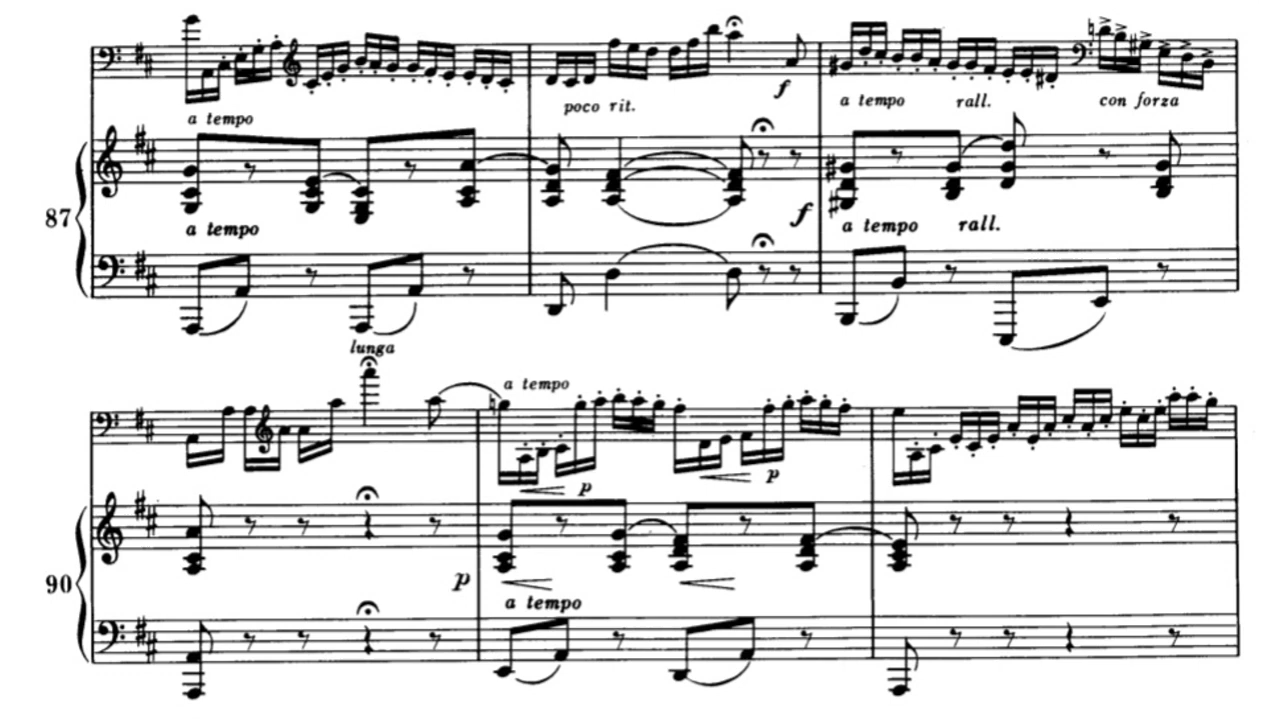 a tempo poco rit. f a tempo rall. con forza
87 a tempo f a tempo rall.
lunga
a tempo
p p
90 p
a tempo